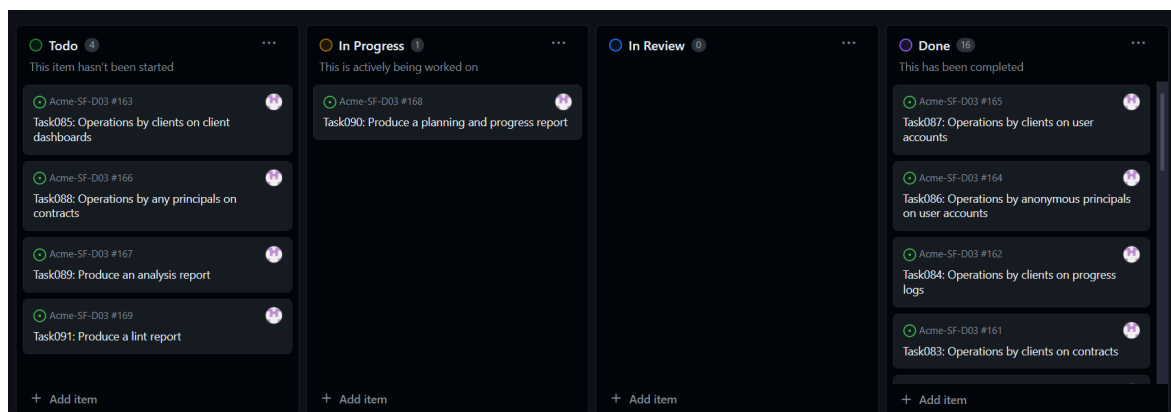 Todo 4
This item hasn't been started
Acme-SF-D03 #163
Task085: Operations by clients on client
dashboards
Acme-SF-D03 #166
Task088: Operations by any principals on
contracts
Acme-SF-D03 #167
Task089: Produce an analysis report
Acme-SF-D03 #169
Task091: Produce a lint report
+ Add item
In Progress 1
This is actively being worked on
Acme-SF-D03 #168
Task090: Produce a planning and progress report
+ Add item
In Review 0
+ Add item
Done 16
This has been completed
Acme-SF-D03 #165
Task087: Operations by clients on user
accounts
Acme-SF-D03 #164
Task086: Operations by anonymous principals
on user accounts
Acme-SF-D03 #162
Task084: Operations by clients on progress
logs
Acme-SF-D03 #161
Task083: Operations by clients on contracts
+ Add item